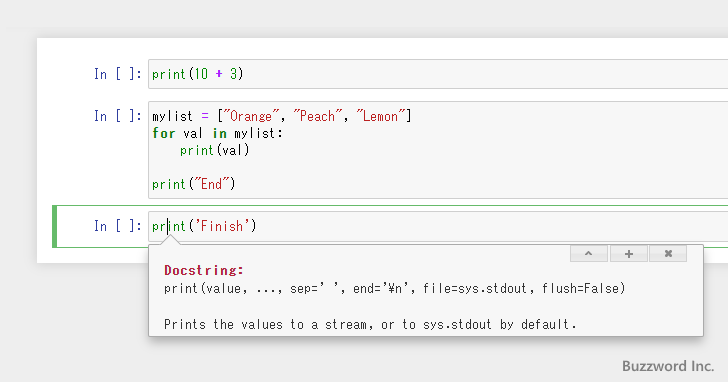 In [ ]: print(10 + 3)
In [ ]: mylist = ["Orange", "Peach", "Lemon"]
for val in mylist:
    print(val)
print("End")
In [ ]: print('Finish')
Docstring:
print(value, ..., sep=' ', end='¥n', file=sys.stdout, flush=False)
Prints the values to a stream, or to sys.stdout by default.
Buzzword Inc.